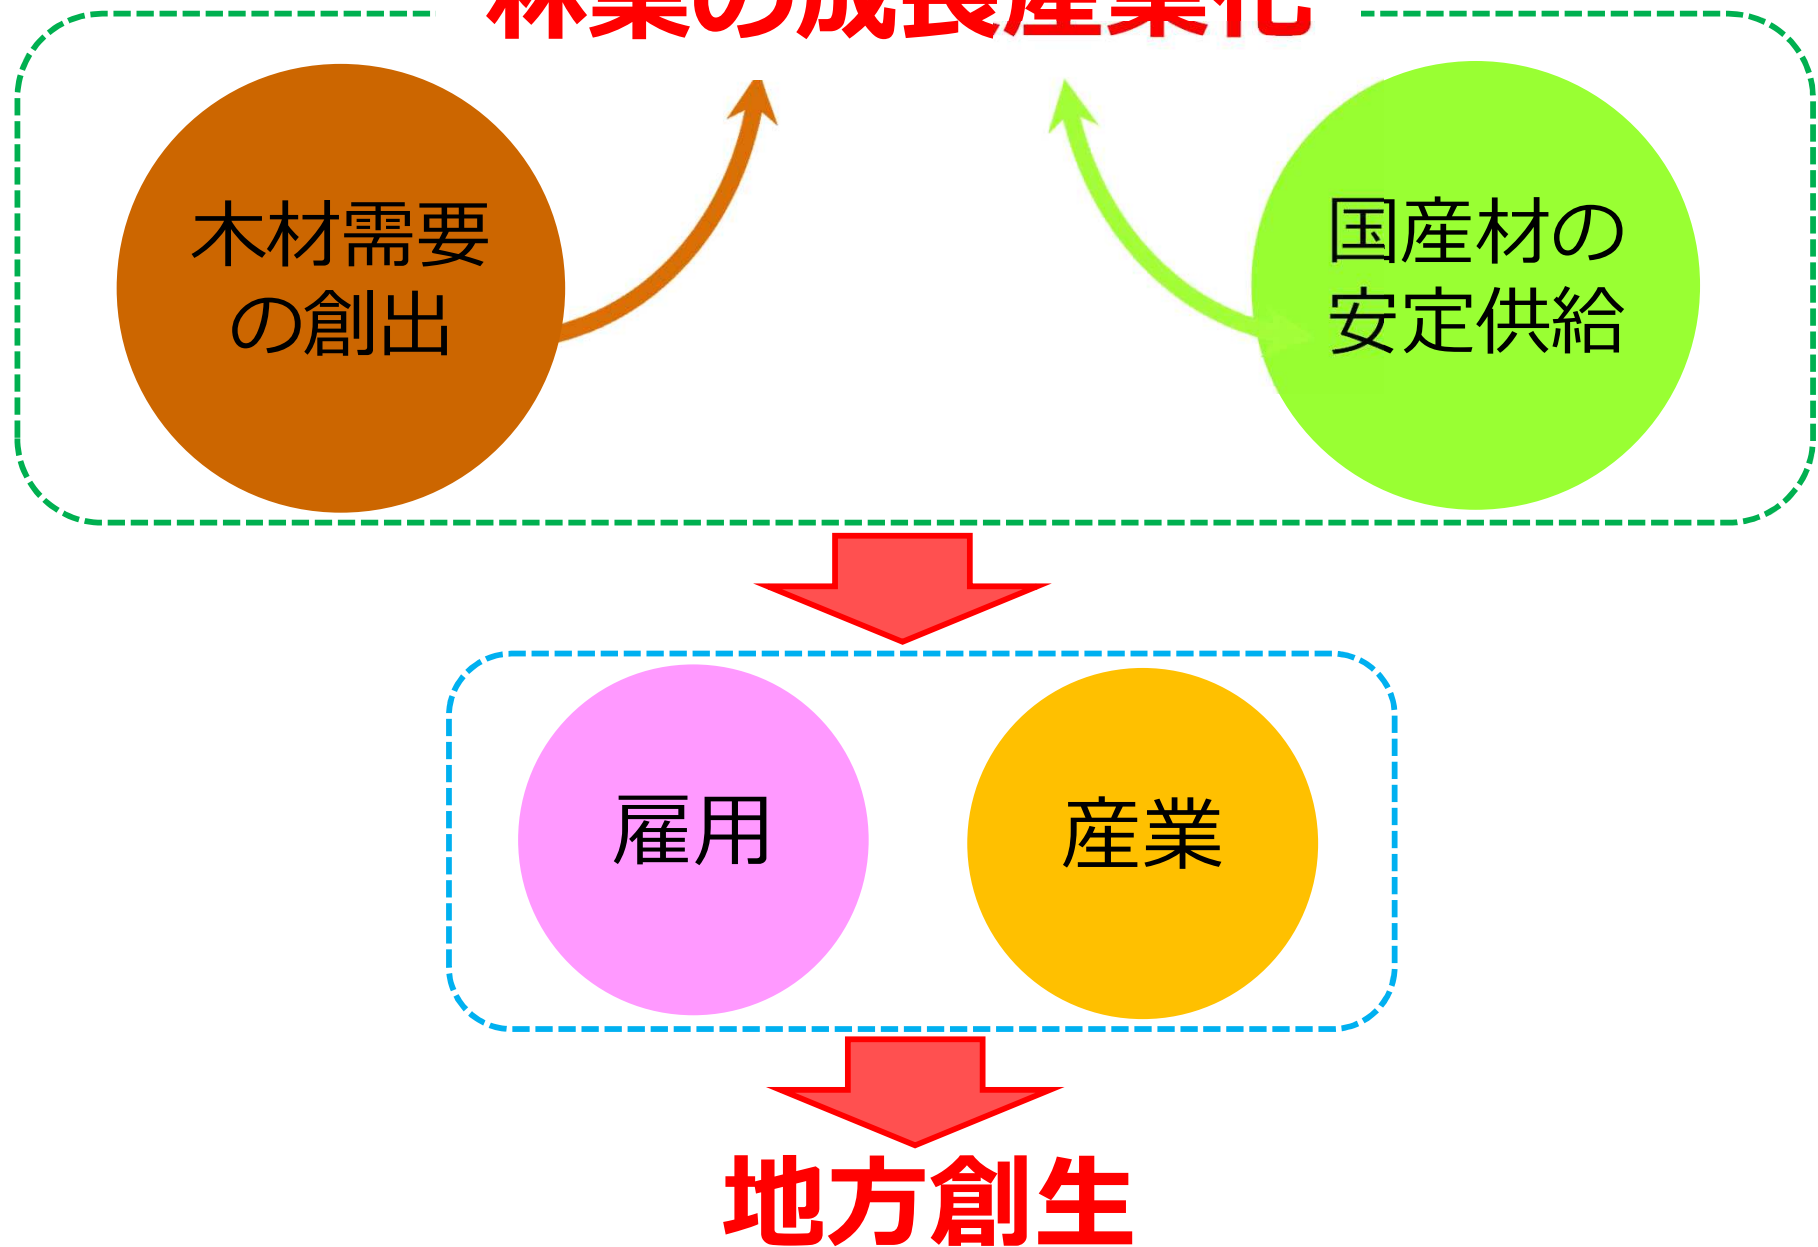 林業の成長産業化
木材需要
の創出
国産材の
安定供給
雇用
産業
地方創生